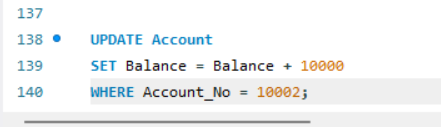 137
138 UPDATE Account
139 SET Balance = Balance + 10000
140 WHERE Account_No = 10002;